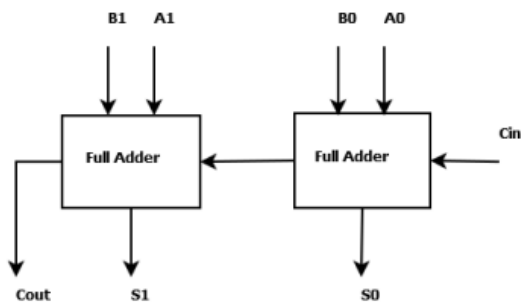 B1 A1 B0 A0
Cin
Full Adder Full Adder
Cout S1 S0